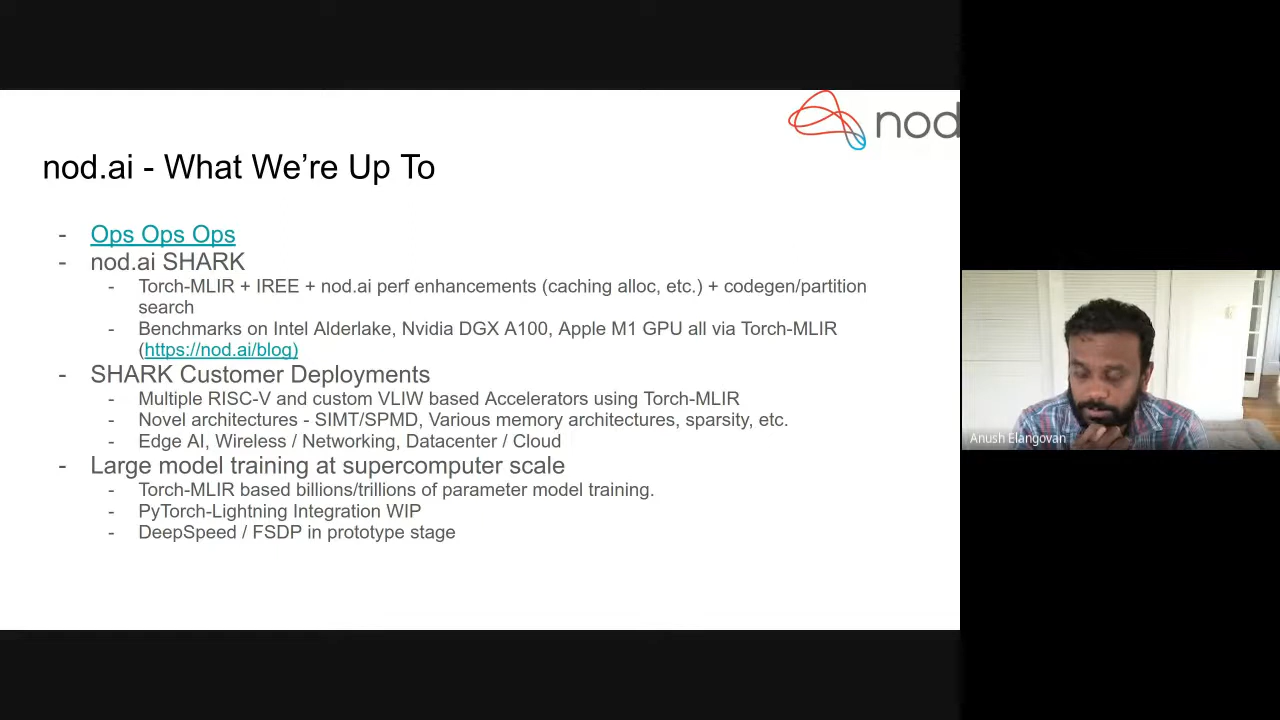 nod
nod.ai - What We’re Up To
- Ops Ops Ops
- nod.ai SHARK
- Torch-MLIR + IREE + nod.ai perf enhancements (caching alloc, etc.) + codegen/partition
search
- Benchmarks on Intel Alderlake, Nvidia DGX A100, Apple M1 GPU all via Torch-MLIR
(https://nod.ai/blog)
- SHARK Customer Deployments
- Multiple RISC-V and custom VLIW based Accelerators using Torch-MLIR
- Novel architectures - SIMT/SPMD, Various memory architectures, sparsity, etc.
- Edge AI, Wireless / Networking, Datacenter / Cloud
- Large model training at supercomputer scale
- Torch-MLIR based billions/trillions of parameter model training.
- PyTorch-Lightning Integration WIP
- DeepSpeed / FSDP in prototype stage
Anush Elangovan